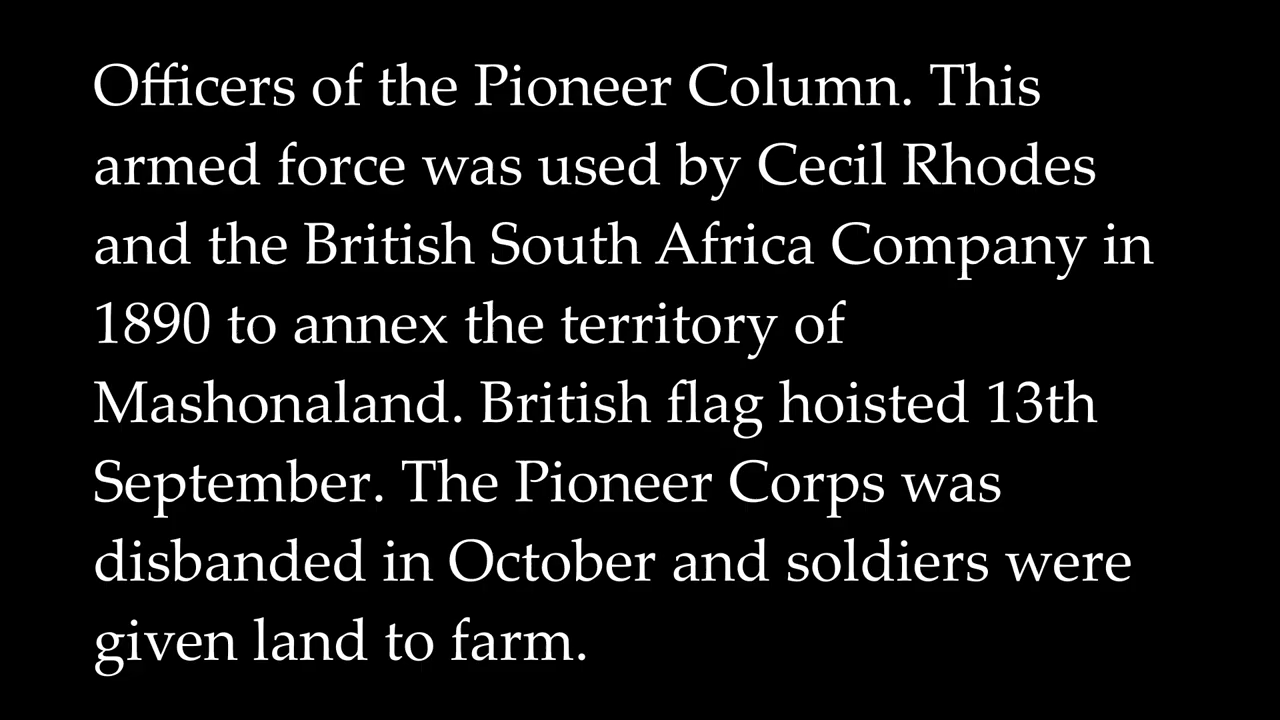 Officers of the Pioneer Column. This
armed force was used by Cecil Rhodes
and the British South Africa Company in
1890 to annex the territory of
Mashonaland. British flag hoisted 13th
September. The Pioneer Corps was
disbanded in October and soldiers were
given land to farm.